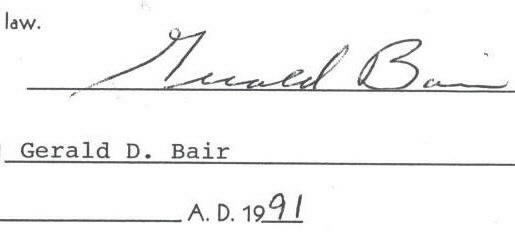 law.
Gerald Bair
Gerald D. Bair
A. D. 1991